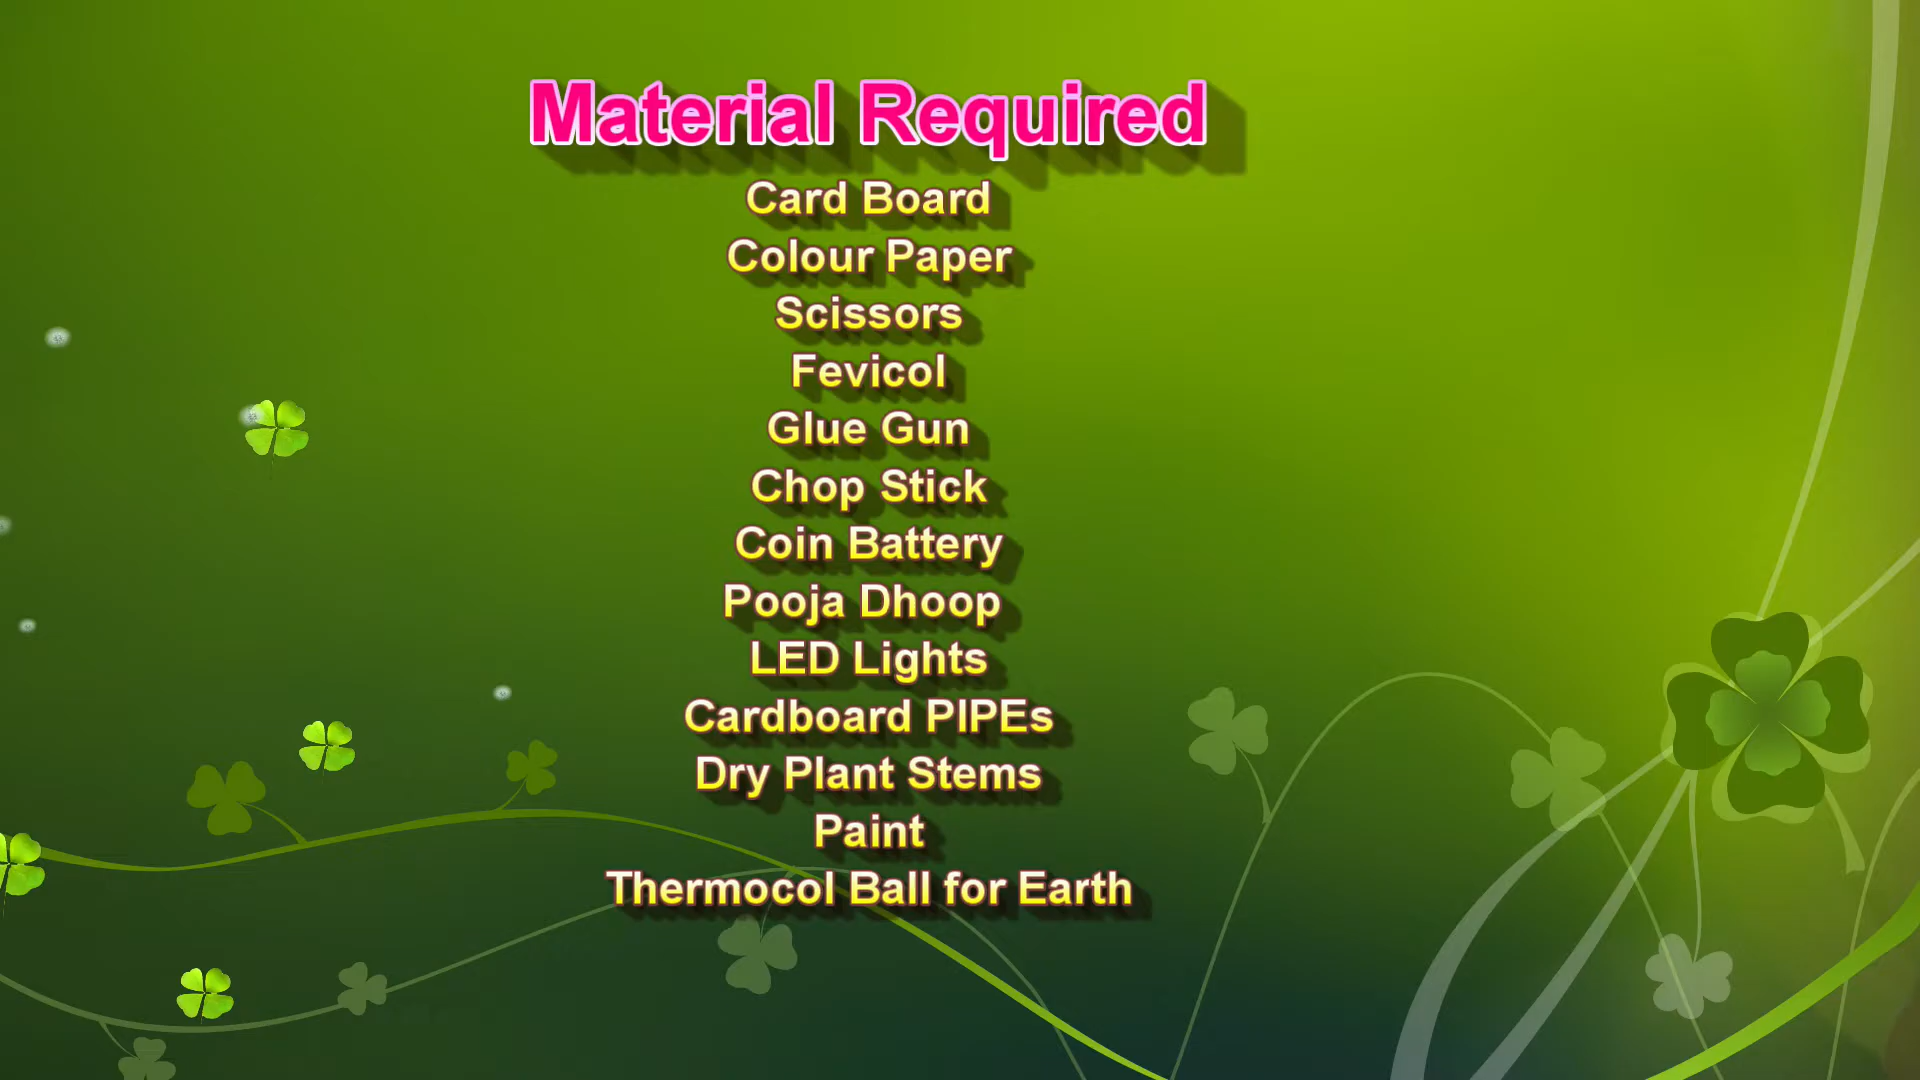 Material Required
Card Board
Colour Paper
Scissors
Fevicol
Glue Gun
Chop Stick
Coin Battery
Pooja Dhoop
LED Lights
Cardboard PIPEs
Dry Plant Stems
Paint
Thermocol Ball for Earth